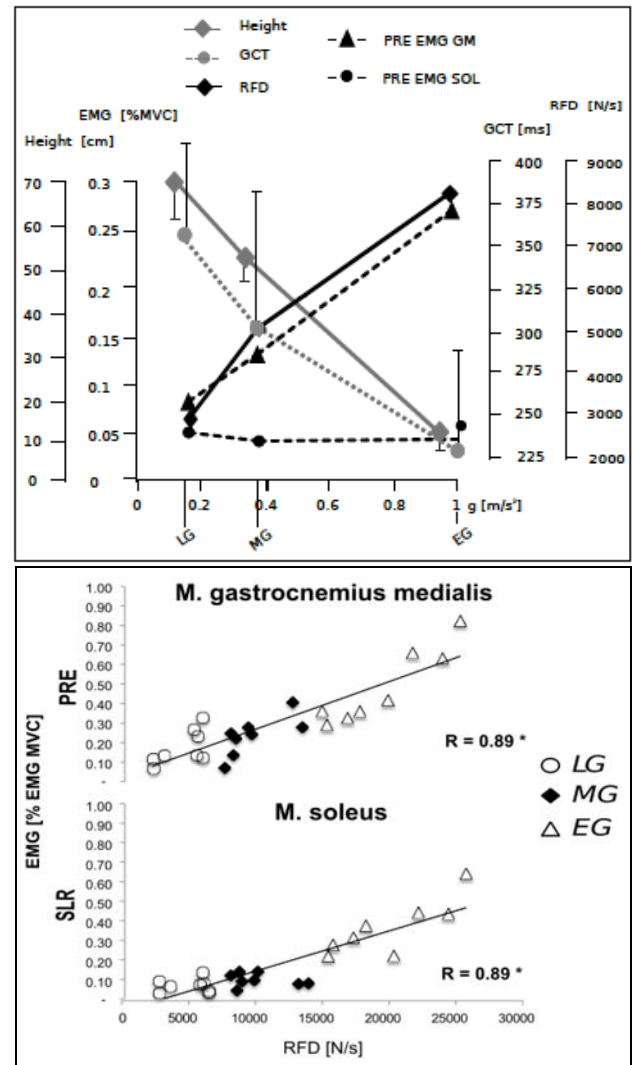 Height
GCT
RFD
PRE EMG GM
PRE EMG SOL
EMG [%MVC]
Height [cm]
GCT [ms]
RFD [N/s]
70
60
50
40
30
20
10
0
0.3
0.25
0.2
0.15
0.1
0.05
0
400
375
350
325
300
275
250
225
9000
8000
7000
6000
5000
4000
3000
2000
0 0.2 0.4 0.6 0.8 1 g [m/s²]
LG MG EG
M. gastrocnemius medialis
1.00
0.90
0.80
0.70
0.60
0.50
0.40
0.30
0.20
0.10
-
PRE
R = 0.89 *
EMG [% EMG MVC]
LG
MG
EG
M. soleus
1.00
0.90
0.80
0.70
0.60
0.50
0.40
0.30
0.20
0.10
-
SLR
R = 0.89 *
0 5000 10000 15000 20000 25000 30000
RFD [N/s]